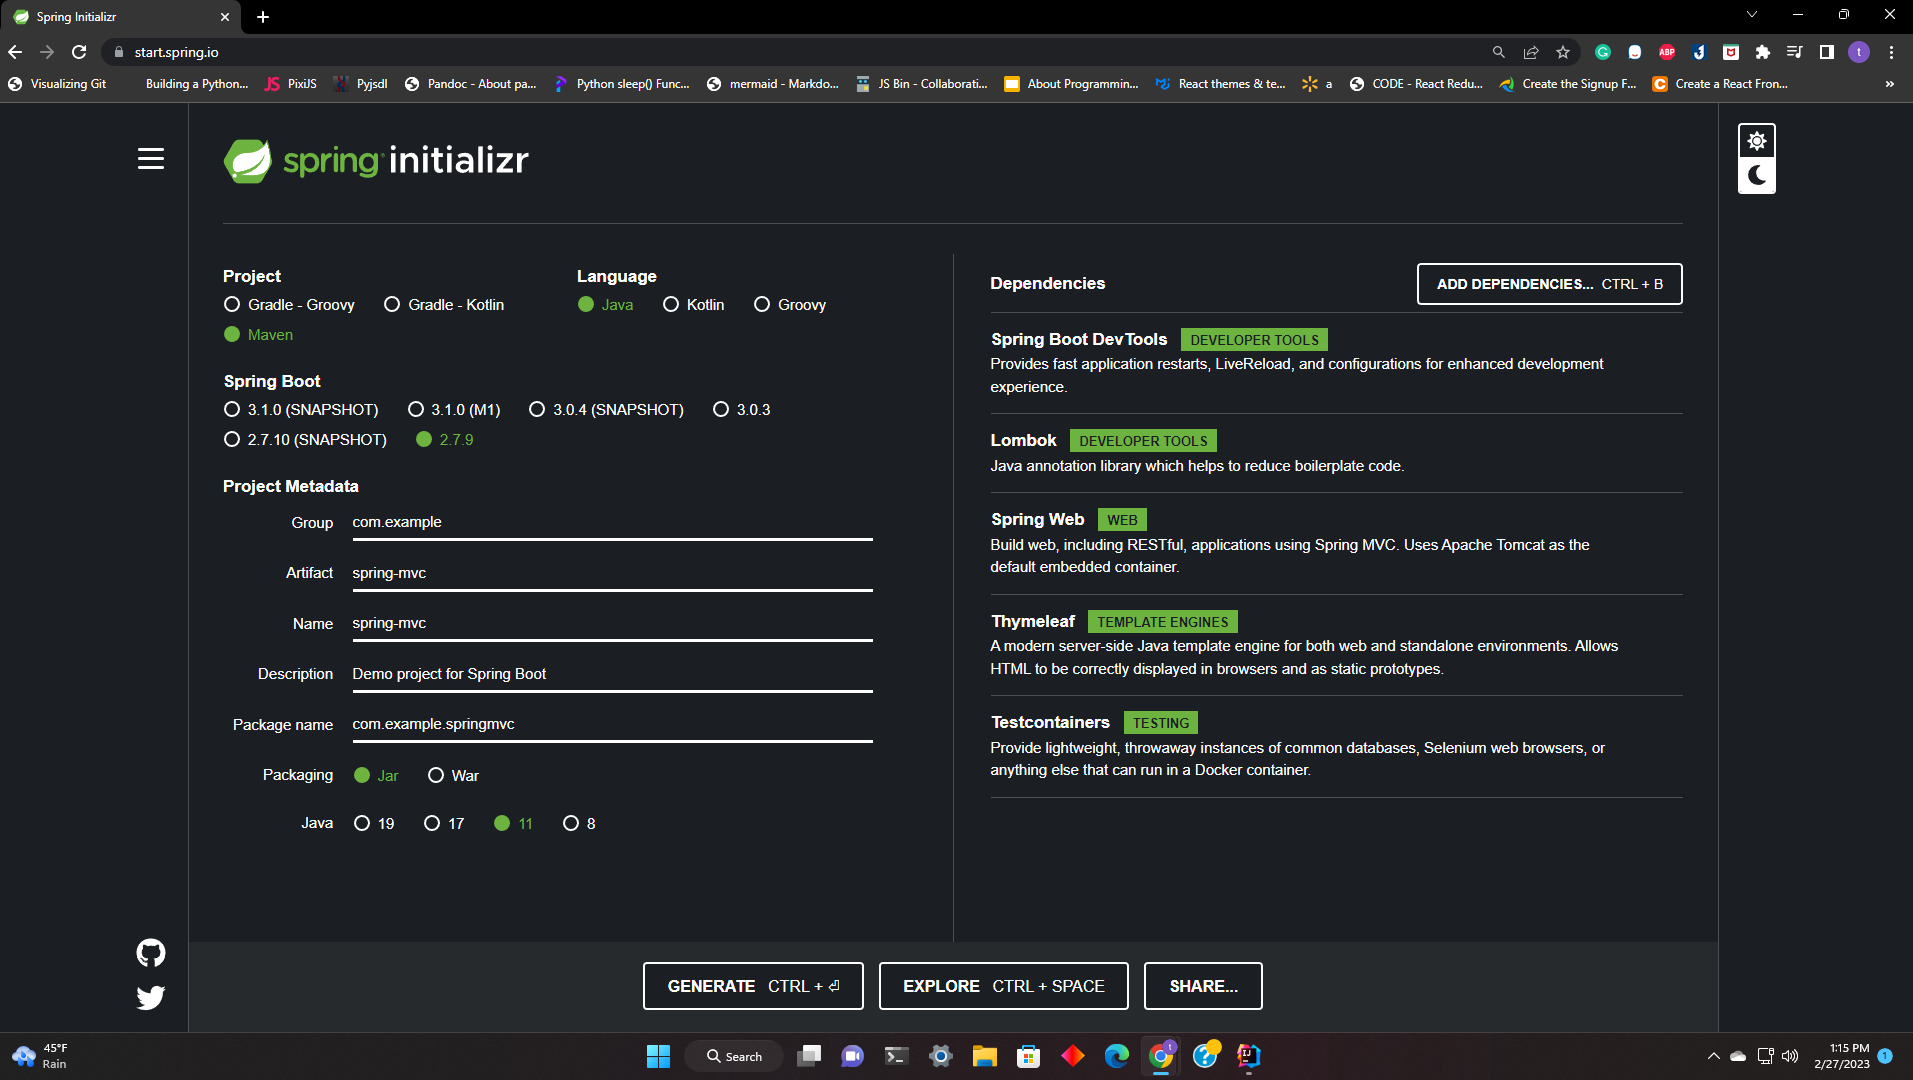 Spring Initializr
start.spring.io
Visualizing Git
Building a Python...
PixiJS
Pyjsdl
Pandoc - About pa...
Python sleep() Func...
mermaid - Markdo...
JS Bin - Collaborati...
About Programmin...
React themes & te...
a
CODE - React Redu...
Create the Signup F...
Create a React Fron...
»
spring initializr
Project
Gradle - Groovy
Gradle - Kotlin
Maven
Language
Java
Kotlin
Groovy
Spring Boot
3.1.0 (SNAPSHOT)
3.1.0 (M1)
3.0.4 (SNAPSHOT)
3.0.3
2.7.10 (SNAPSHOT)
2.7.9
Project Metadata
Group com.example
Artifact spring-mvc
Name spring-mvc
Description Demo project for Spring Boot
Package name com.example.springmvc
Packaging Jar War
Java 19 17 11 8
Dependencies
ADD DEPENDENCIES... CTRL + B
Spring Boot DevTools DEVELOPER TOOLS
Provides fast application restarts, LiveReload, and configurations for enhanced development
experience.
Lombok DEVELOPER TOOLS
Java annotation library which helps to reduce boilerplate code.
Spring Web WEB
Build web, including RESTful, applications using Spring MVC. Uses Apache Tomcat as the
default embedded container.
Thymeleaf TEMPLATE ENGINES
A modern server-side Java template engine for both web and standalone environments. Allows
HTML to be correctly displayed in browsers and as static prototypes.
Testcontainers TESTING
Provide lightweight, throwaway instances of common databases, Selenium web browsers, or
anything else that can run in a Docker container.
GENERATE CTRL + ⏎
EXPLORE CTRL + SPACE
SHARE...
45°F
Rain
Search
1:15 PM
2/27/2023
1
ABP
t